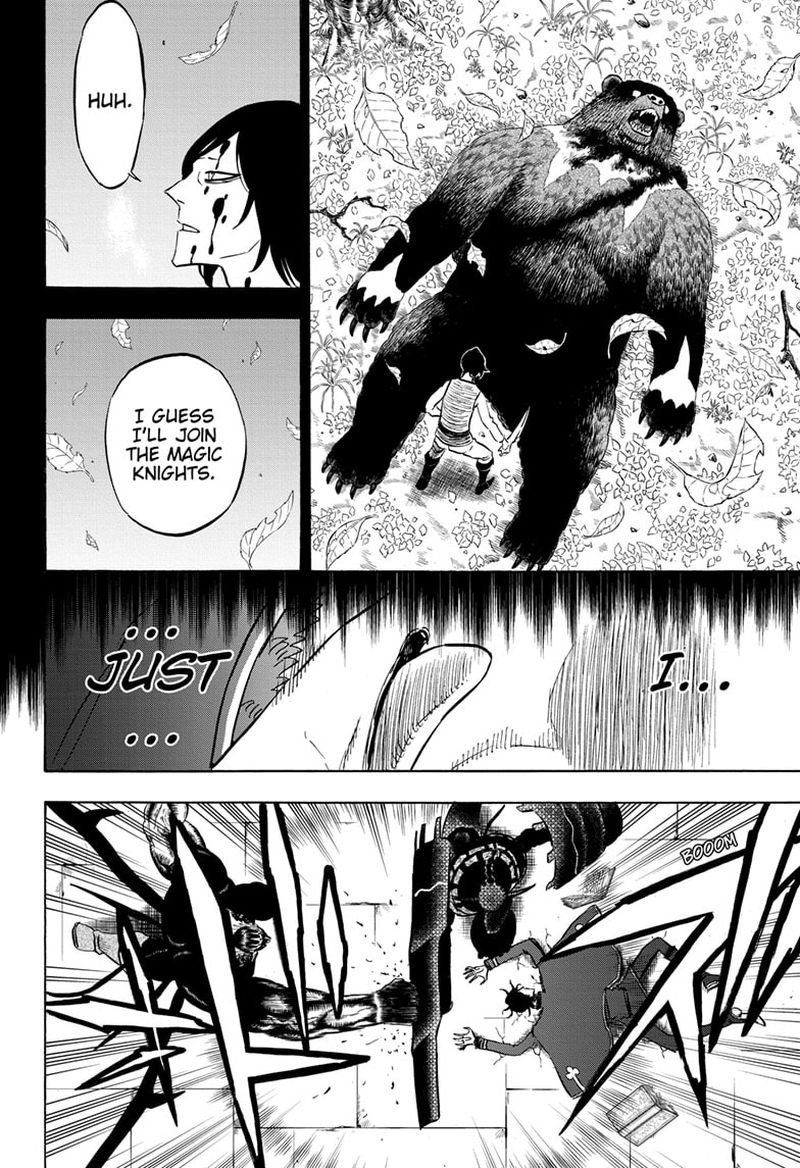 HUH.
I GUESS
I'LL JOIN
THE MAGIC
KNIGHTS.
I...
...
JUST
...
BOOOM